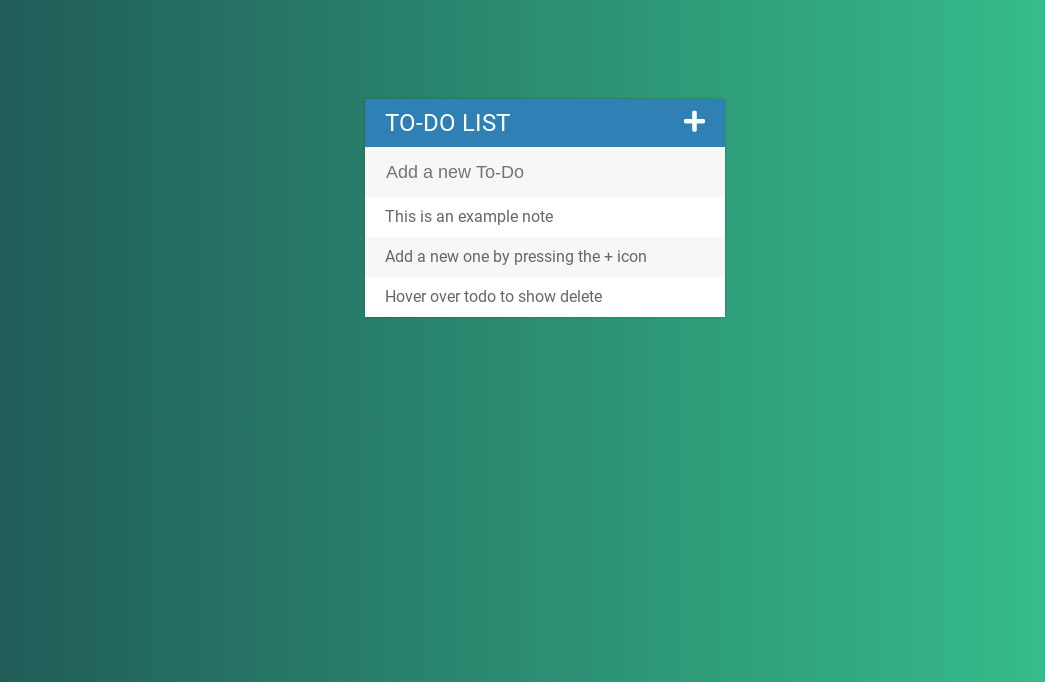 TO-DO LIST
Add a new To-Do
This is an example note
Add a new one by pressing the + icon
Hover over todo to show delete